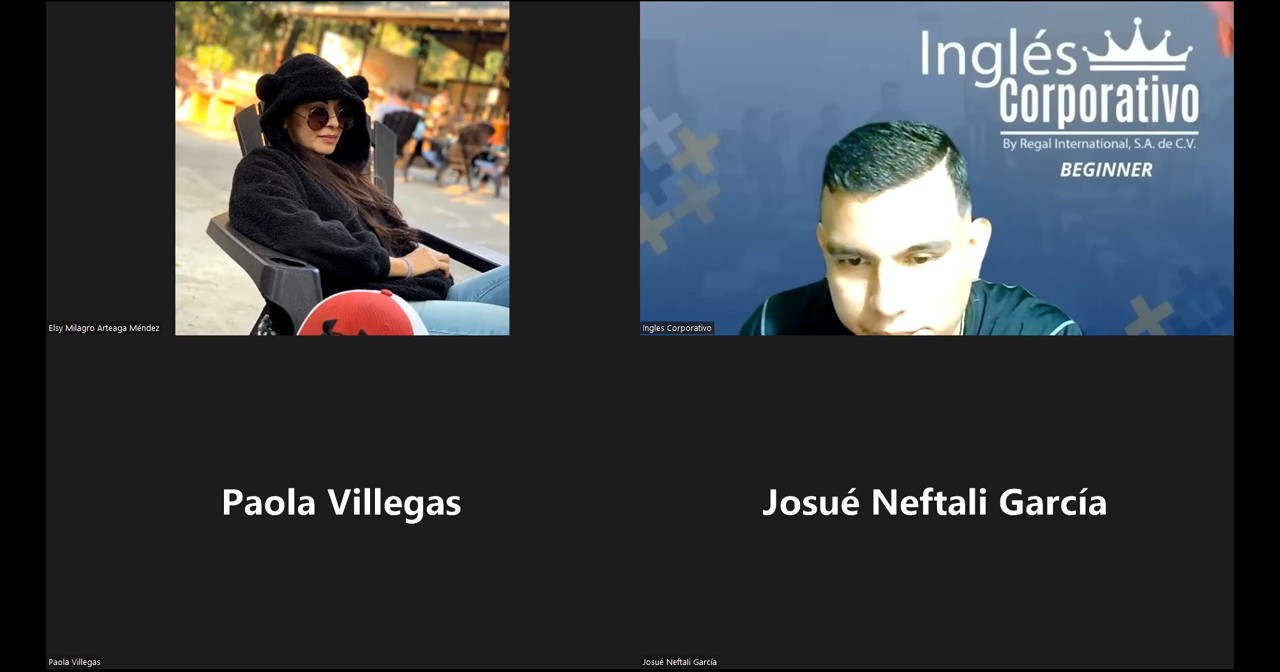 Inglés
Corporativo
By Regal International, S.A. de C.V.
BEGINNER
Elsy Milagro Arteaga Méndez
Ingles Corporativo
Paola Villegas
Josué Neftali García
Paola Villegas
Josué Neftali García